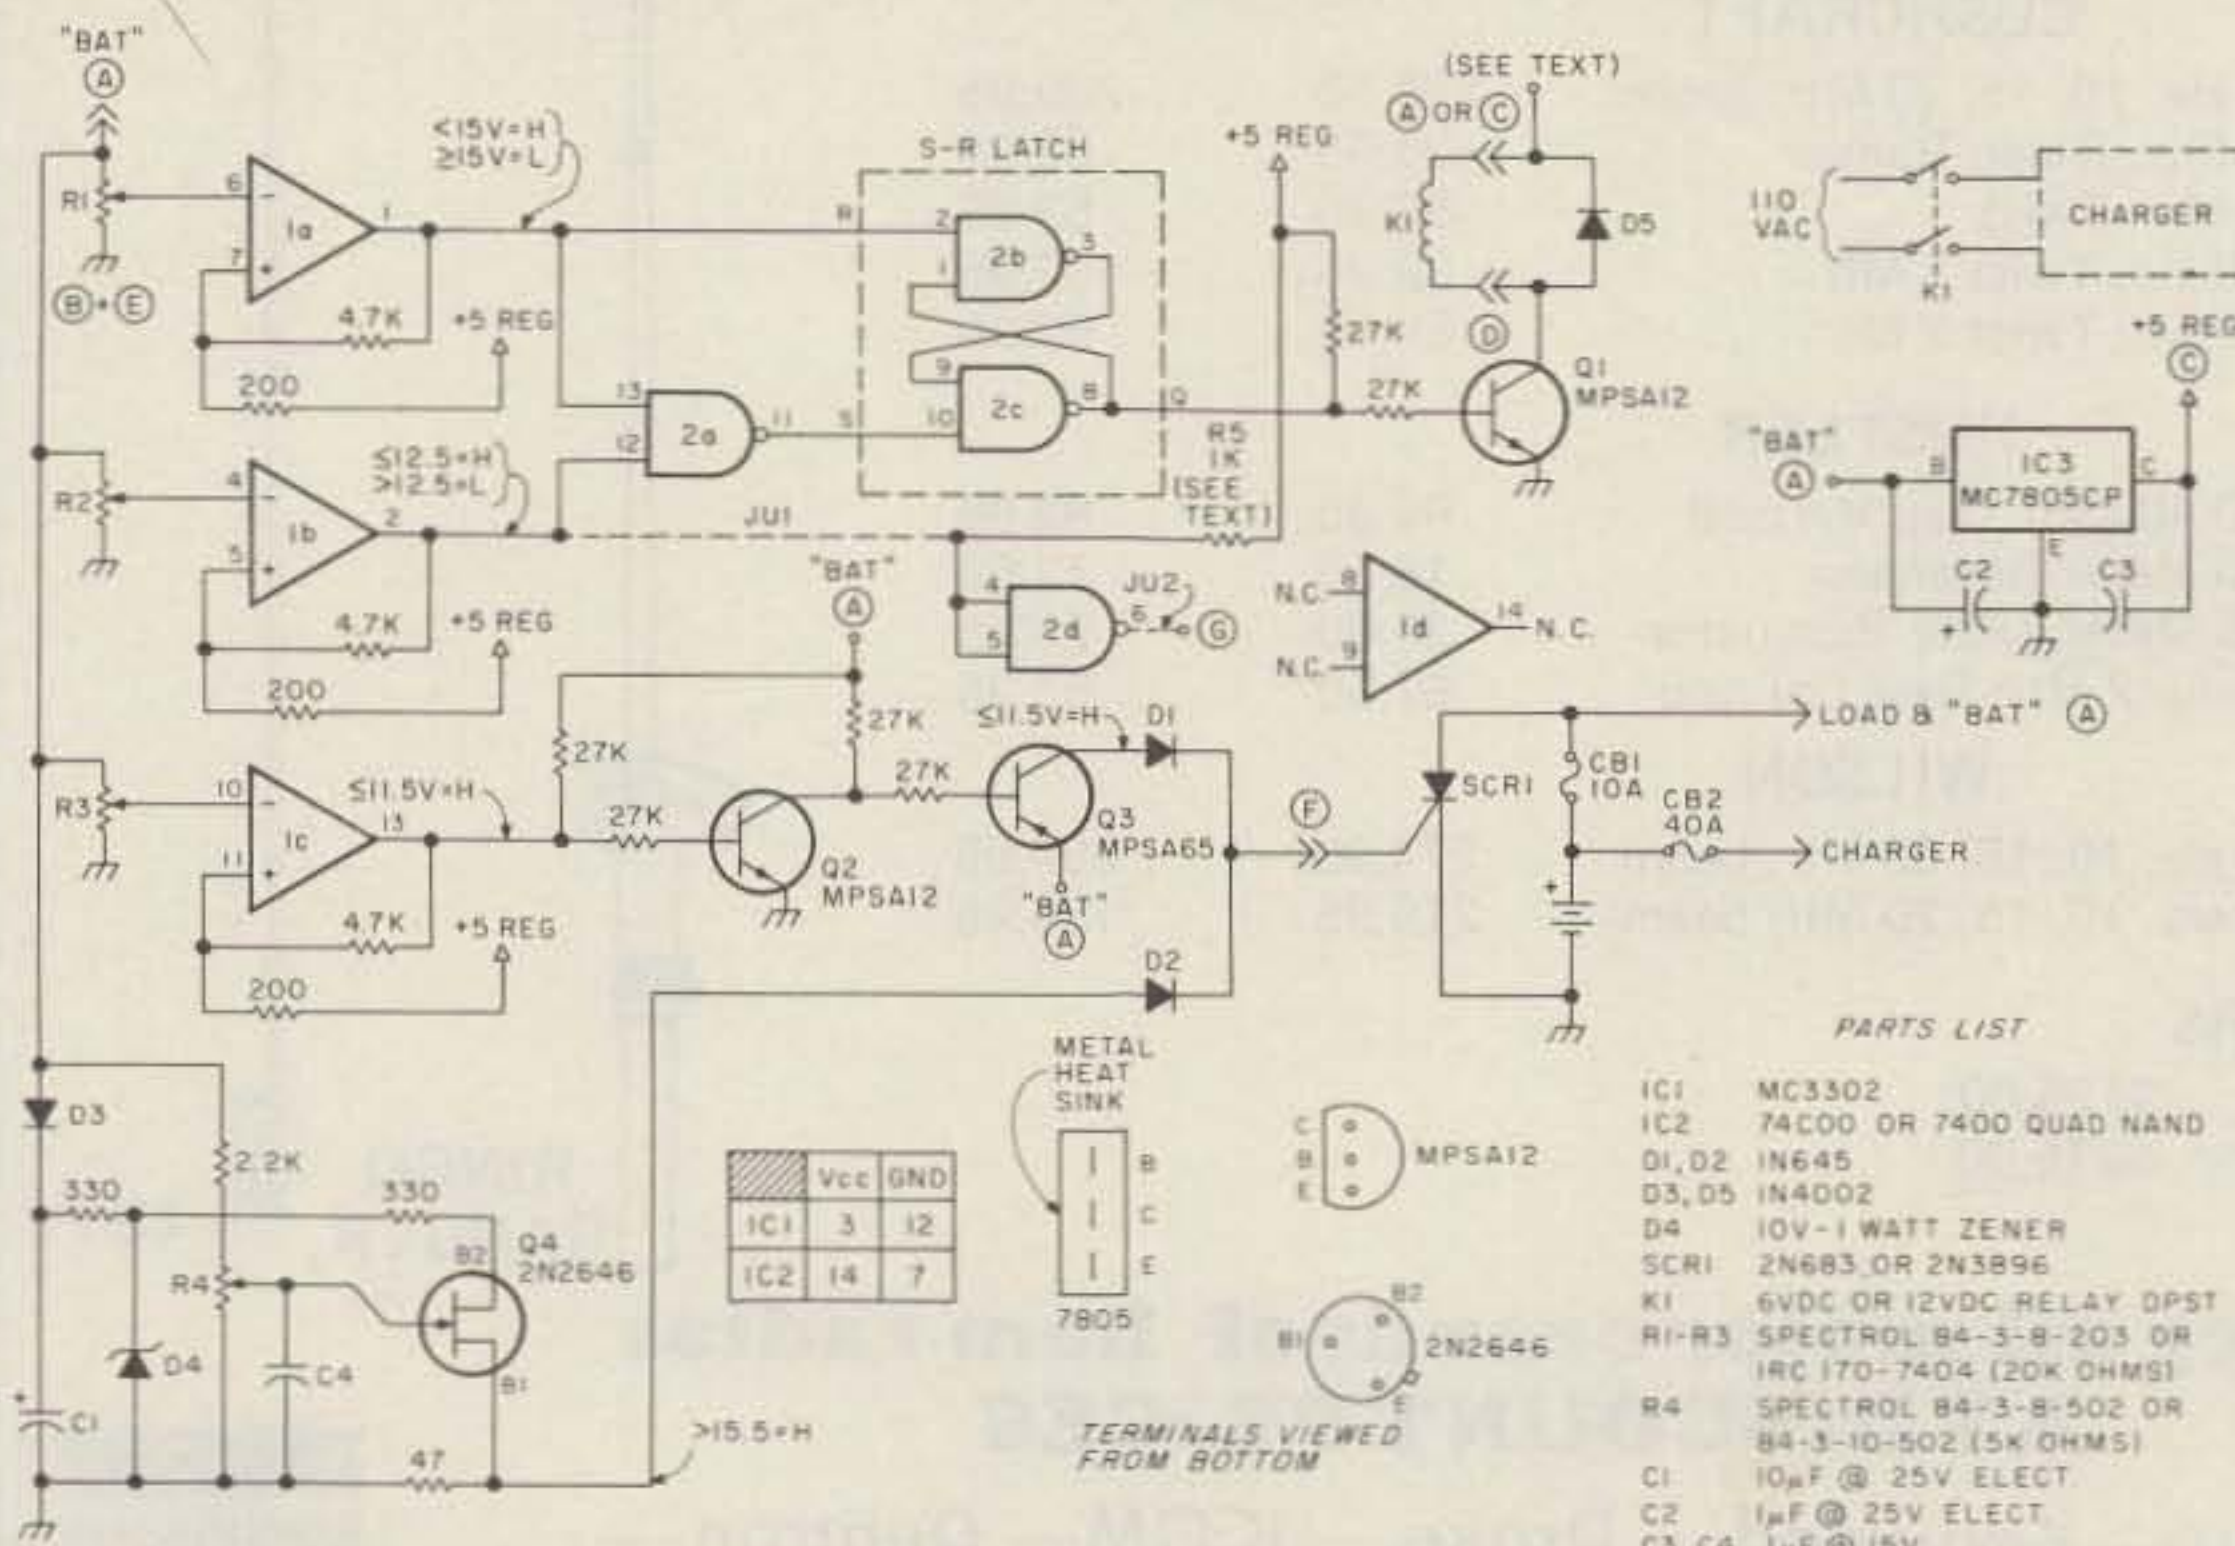 "BAT"
A
R1
B + E
6
-
7
+
1a
1
<15V=H
≥15V=L
4.7K
+5 REG
200
R2
4
-
5
+
1b
2
≤12.5=H
>12.5=L
4.7K
+5 REG
200
R3
10
-
11
+
1c
13
≤11.5V=H
4.7K
+5 REG
200
S-R LATCH
R
2
1
2b
3
9
10
2c
8
Q
S
13
12
2a
11
JU1
R5
1K
(SEE
TEXT)
+5 REG
27K
27K
(SEE TEXT)
A OR C
K1
D5
D
Q1
MPSA12
110
VAC
K1
CHARGER
+5 REG
C
"BAT"
A
B
IC3
MC7805CP
C
E
C2
+
C3
4
5
2d
6
JU2
G
N.C.
8
N.C.
9
1d
14
N.C.
"BAT"
A
27K
27K
27K
27K
Q2
MPSA12
≤11.5V=H
D1
Q3
MPSA65
"BAT"
A
D2
F
SCR1
CB1
10A
CB2
40A
LOAD & "BAT" A
CHARGER
+
D3
330
2.2K
330
R4
B2
Q4
2N2646
B1
D4
C4
+
C1
47
>15.5=H
Vcc GND
IC1 3 12
IC2 14 7
METAL
HEAT
SINK
B
C
E
7805
C
B
E
MPSA12
B2
B1
E
2N2646
TERMINALS VIEWED
FROM BOTTOM
PARTS LIST
IC1 MC3302
IC2 74C00 OR 7400 QUAD NAND
D1,D2 IN645
D3,D5 IN4002
D4 10V-1 WATT ZENER
SCR1 2N683 OR 2N3896
K1 6VDC OR 12VDC RELAY DPST
R1-R3 SPECTROL 84-3-8-203 OR
IRC 170-7404 (20K OHMS)
R4 SPECTROL 84-3-8-502 OR
84-3-10-502 (5K OHMS)
C1 10µF @ 25V ELECT.
C2 1µF @ 25V ELECT.
C3,C4 .1µF @ 15V